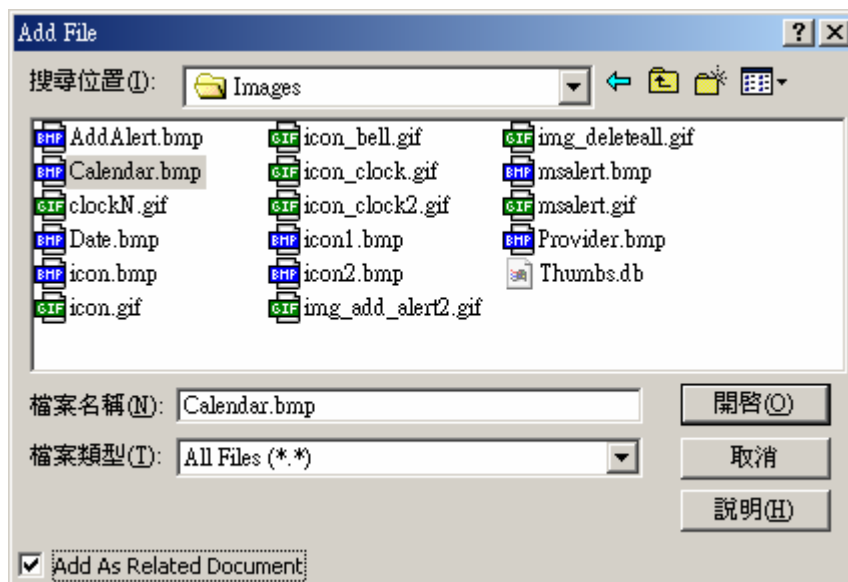 Add File
搜尋位置(I): Images
AddAlert.bmp
Calendar.bmp
clockN.gif
Date.bmp
icon.bmp
icon.gif
icon_bell.gif
icon_clock.gif
icon_clock2.gif
icon1.bmp
icon2.bmp
img_add_alert2.gif
img_deleteall.gif
msalert.bmp
msalert.gif
Provider.bmp
Thumbs.db
檔案名稱(N): Calendar.bmp 開啓(O)
檔案類型(T): All Files (*.*) 取消
說明(H)
Add As Related Document